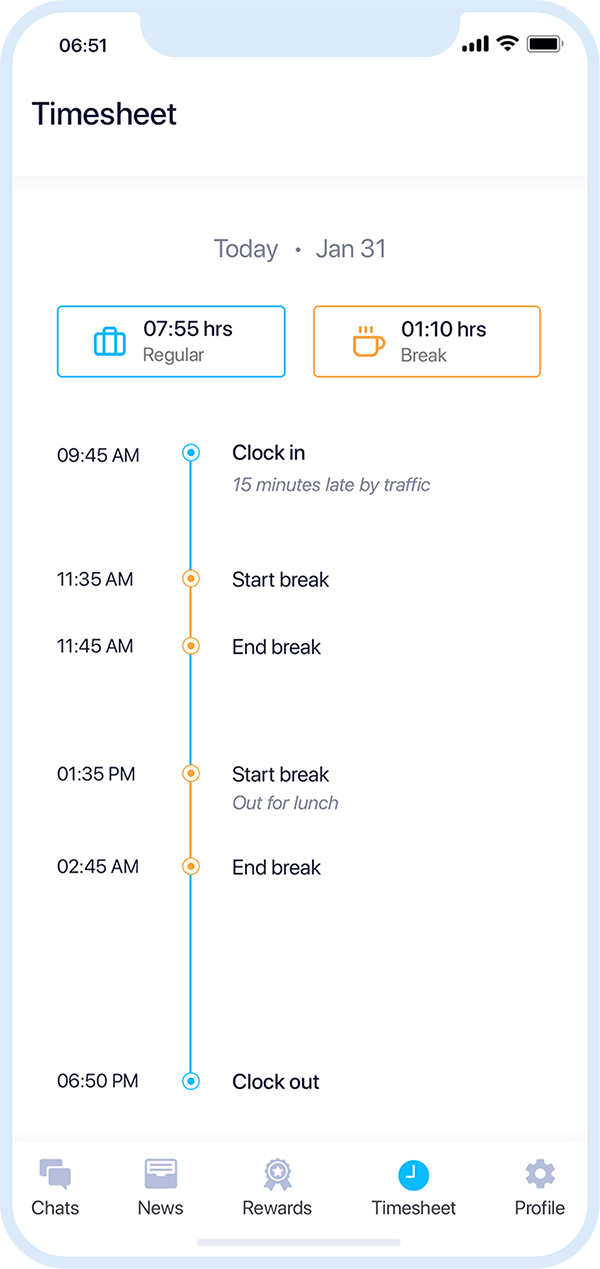 06:51
Timesheet
Today • Jan 31
07:55 hrs
Regular
01:10 hrs
Break
09:45 AM Clock in
15 minutes late by traffic
11:35 AM Start break
11:45 AM End break
01:35 PM Start break
Out for lunch
02:45 AM End break
06:50 PM Clock out
Chats News Rewards Timesheet Profile